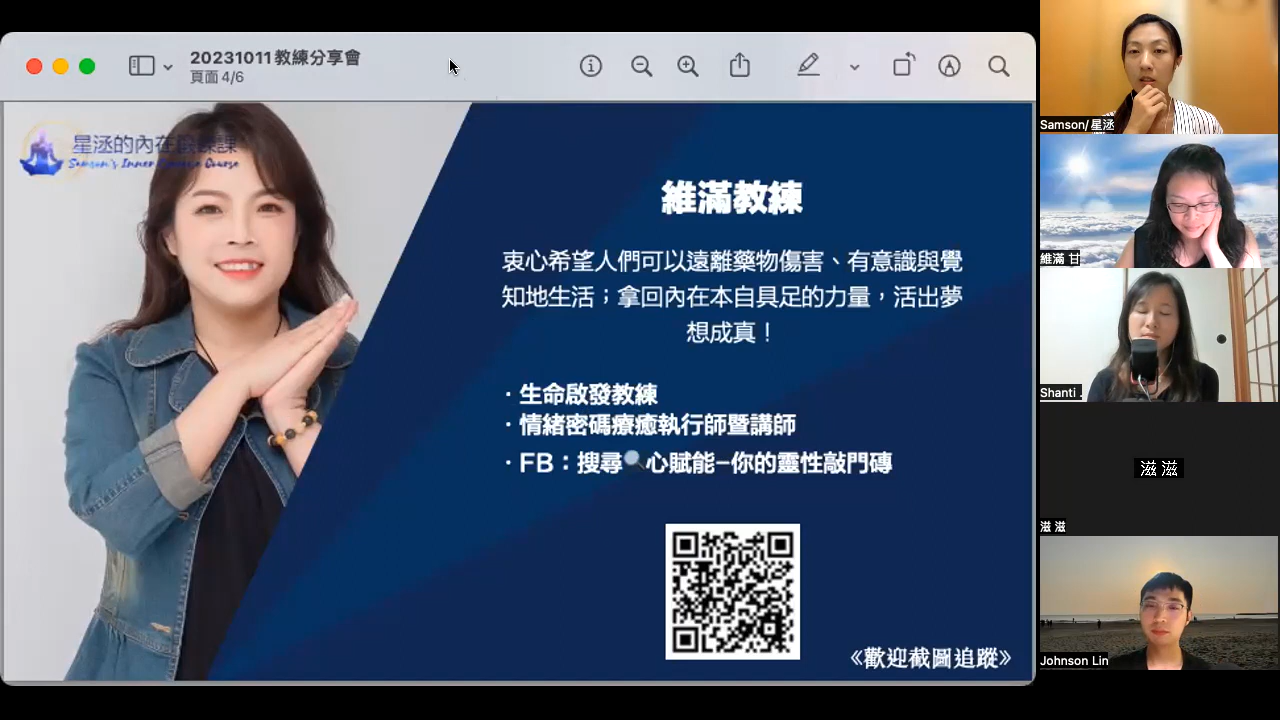 20231011教練分享會
頁面 4/6
星涵的內在設練課
維滿教練
衷心希望人們可以遠離藥物傷害、有意識與覺
知地生活；拿回內在本自具足的力量，活出夢
想成真！
· 生命啟發教練
· 情緒密碼療癒執行師暨講師
· FB：搜尋🔍心賦能–你的靈性敲門磚
《歡迎截圖追蹤》
Samson/星涵
維滿 甘
Shanti .
滋 滋
滋 滋
Johnson Lin